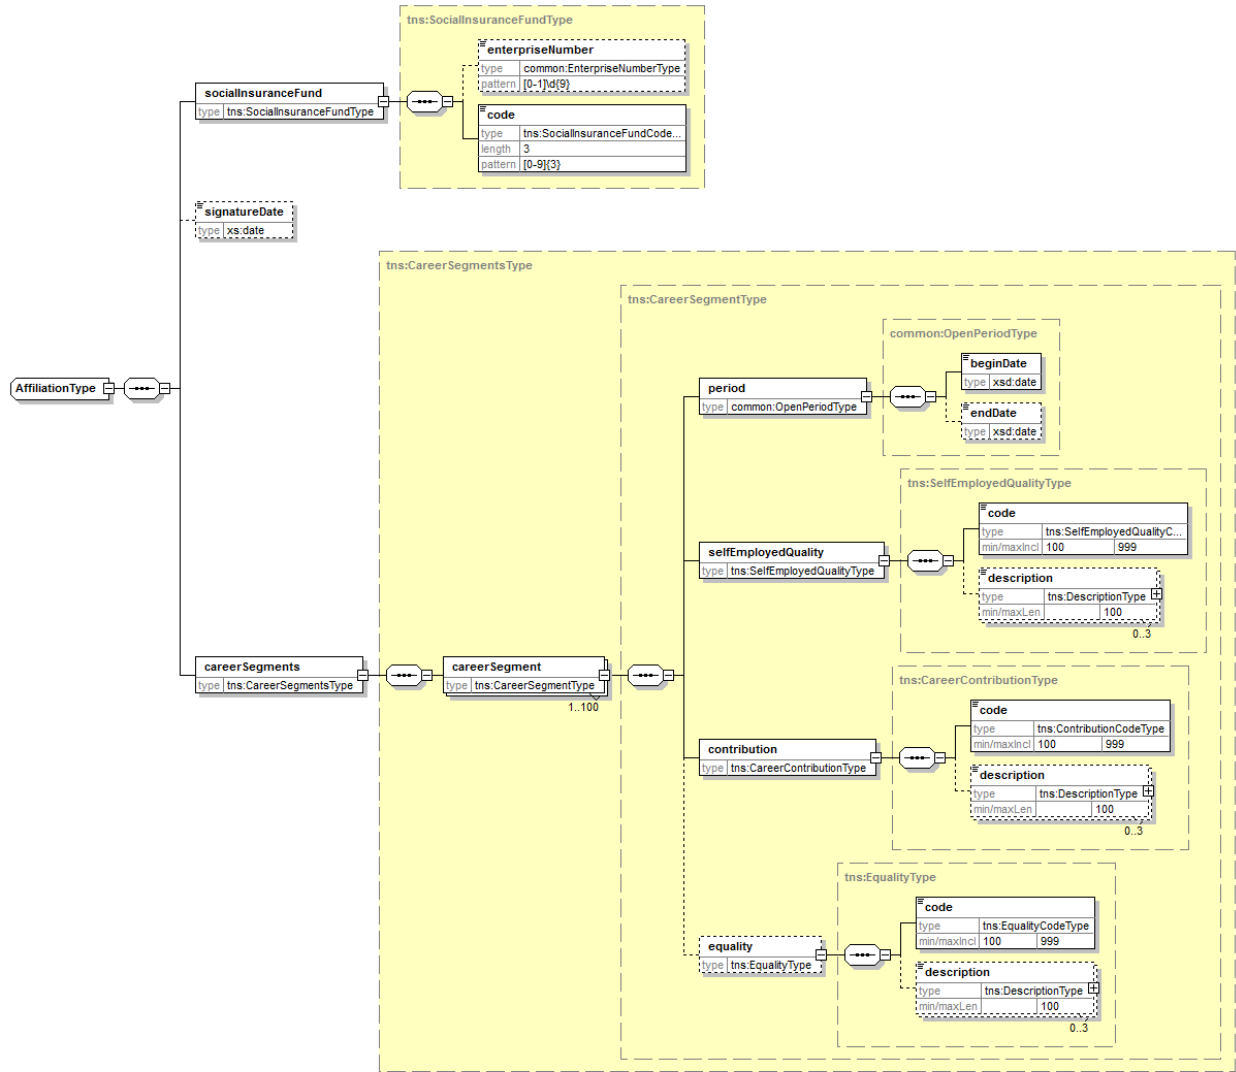 tns:SocialInsuranceFundType
enterpriseNumber
type common:EnterpriseNumberType
pattern [0-1]\d{9}
socialInsuranceFund
type tns:SocialInsuranceFundType
code
type tns:SocialInsuranceFundCode...
length 3
pattern [0-9]{3}
signatureDate
type xs:date
tns:CareerSegmentsType
tns:CareerSegmentType
common:OpenPeriodType
AffiliationType
beginDate
type xsd:date
period
type common:OpenPeriodType
endDate
type xsd:date
tns:SelfEmployedQualityType
code
type tns:SelfEmployedQualityC...
min/maxIncl 100 999
selfEmployedQuality
type tns:SelfEmployedQualityType
description
type tns:DescriptionType
min/maxLen 100
0..3
careerSegments
type tns:CareerSegmentsType
careerSegment
type tns:CareerSegmentType
1..100
tns:CareerContributionType
code
type tns:ContributionCodeType
min/maxIncl 100 999
contribution
type tns:CareerContributionType
description
type tns:DescriptionType
min/maxLen 100
0..3
tns:EqualityType
code
type tns:EqualityCodeType
min/maxIncl 100 999
equality
type tns:EqualityType
description
type tns:DescriptionType
min/maxLen 100
0..3